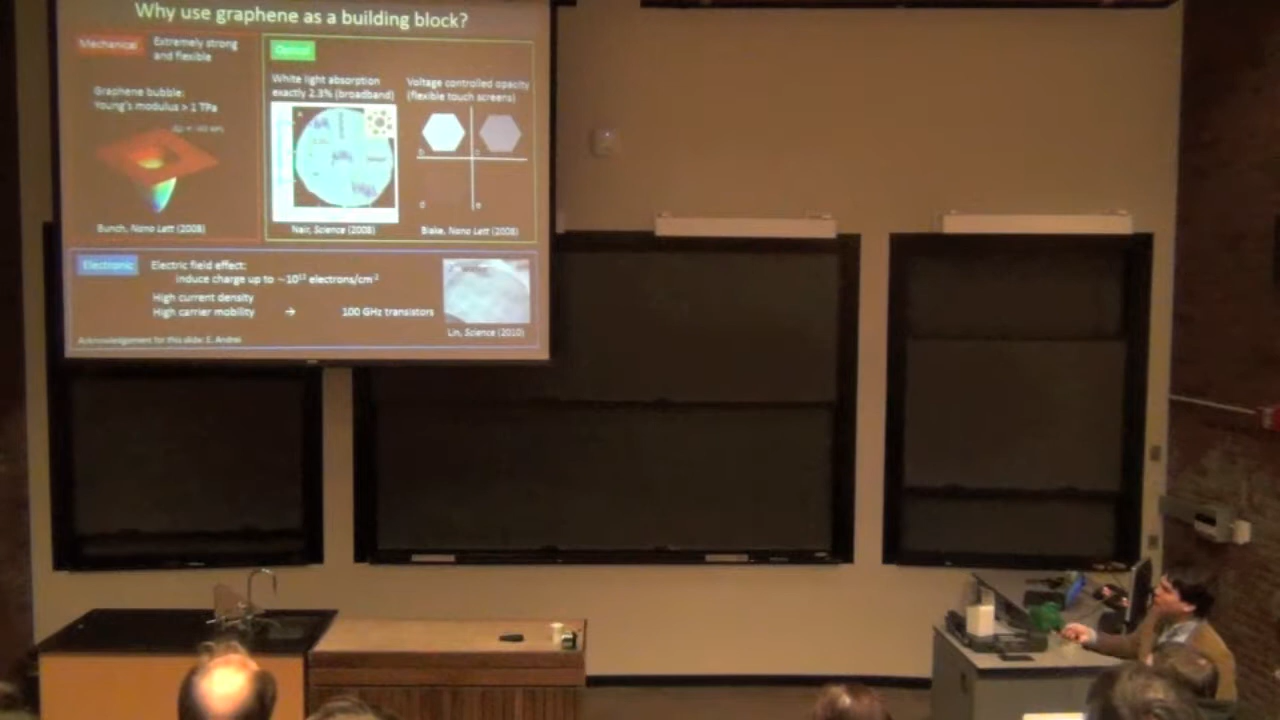 Why use graphene as a building block?
Mechanical
Extremely strong
and flexible
Graphene bubble:
Young's modulus > 1 TPa
Bunch, Nano Lett (2008)
Optical
White light absorption
exactly 2.3% (broadband)
Nair, Science (2008)
Voltage controlled opacity
(flexible touch screens)
Blake, Nano Lett (2008)
Electronic
Electric field effect:
induce charge up to ~10¹³ electrons/cm⁻²
High current density
High carrier mobility → 100 GHz transistors
Lin, Science (2010)
Acknowledgement for this slide: E. Andrei